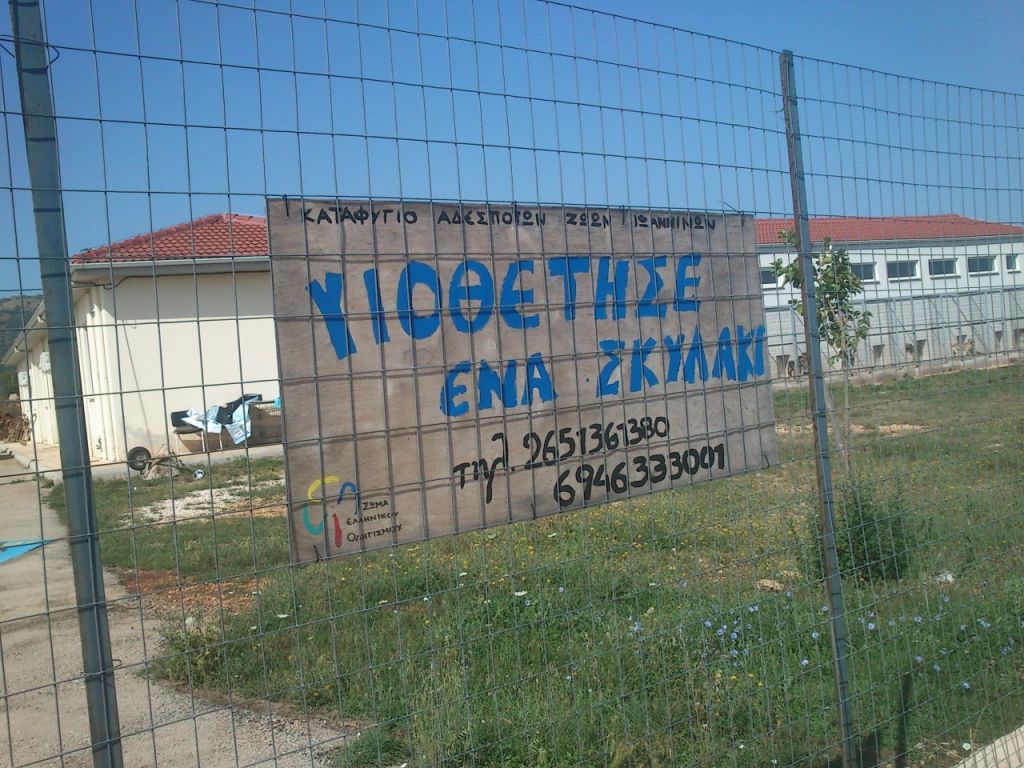 ΚΑΤΑΦΥΓΙΟ ΑΔΕΣΠΟΤΩΝ ΖΩΩΝ ΙΩΑΝΝΙΝΩΝ
ΥΙΟΘΕΤΗΣΕ
ΕΝΑ ΣΚΥΛΑΚΙ
τηλ. 2651361380
6946333001
ΣΩΜΑ
ΕΛΛΗΝΙΚΟΥ
ΟΔΗΓΙΣΜΟΥ